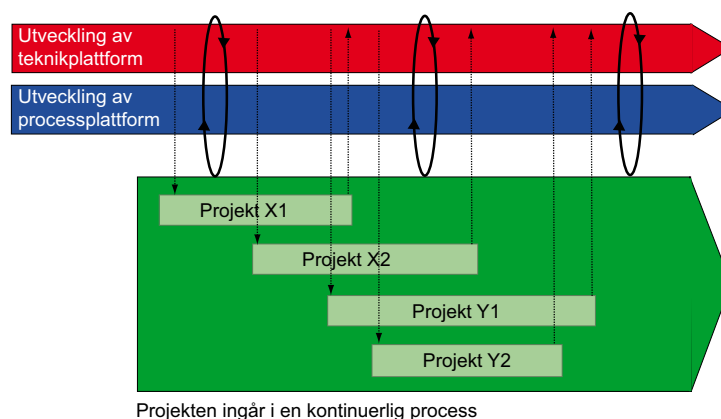 Utveckling av
teknikplattform
Utveckling av
processplattform
Projekt X1
Projekt X2
Projekt Y1
Projekt Y2
Projekten ingår i en kontinuerlig process